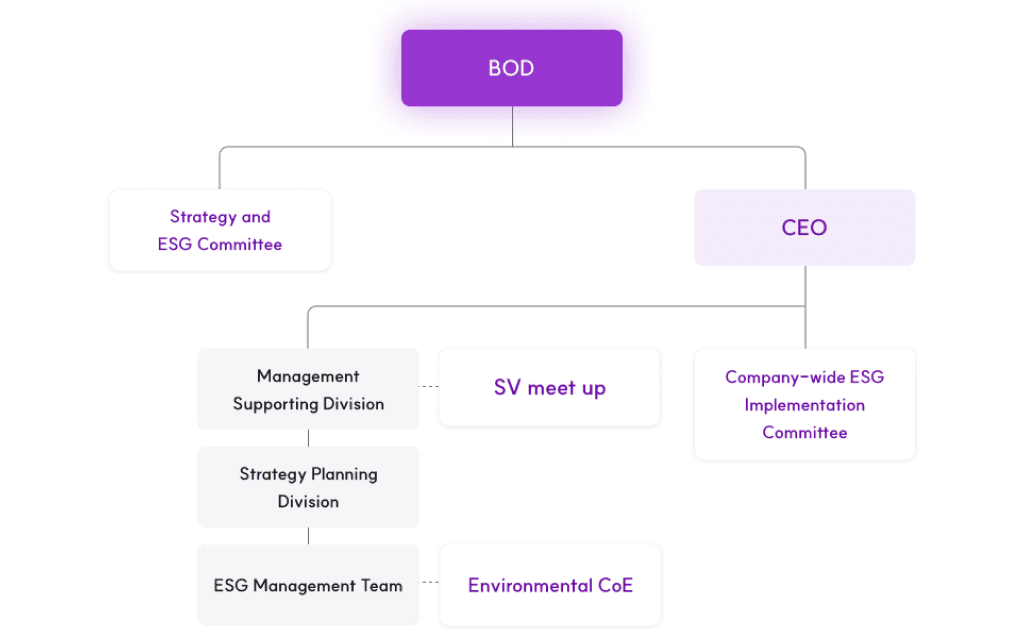 BOD
Strategy and
ESG Committee
CEO
Management
Supporting Division
SV meet up
Company-wide ESG
Implementation
Committee
Strategy Planning
Division
ESG Management Team
Environmental CoE